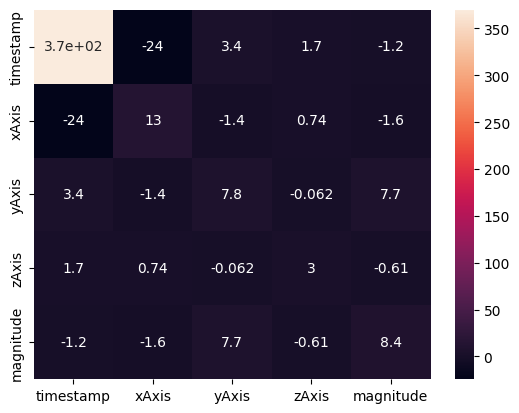 timestamp 3.7e+02 -24 3.4 1.7 -1.2
xAxis -24 13 -1.4 0.74 -1.6
yAxis 3.4 -1.4 7.8 -0.062 7.7
zAxis 1.7 0.74 -0.062 3 -0.61
magnitude -1.2 -1.6 7.7 -0.61 8.4
timestamp xAxis yAxis zAxis magnitude
350
300
250
200
150
100
50
0